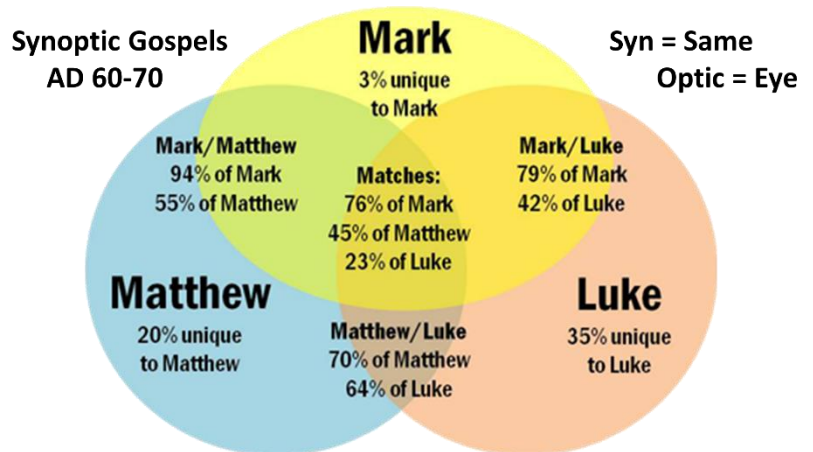 Synoptic Gospels
AD 60-70
Mark
3% unique
to Mark
Syn = Same
Optic = Eye
Mark/Matthew
94% of Mark
55% of Matthew
Matches:
76% of Mark
45% of Matthew
23% of Luke
Mark/Luke
79% of Mark
42% of Luke
Matthew
20% unique
to Matthew
Matthew/Luke
70% of Matthew
64% of Luke
Luke
35% unique
to Luke